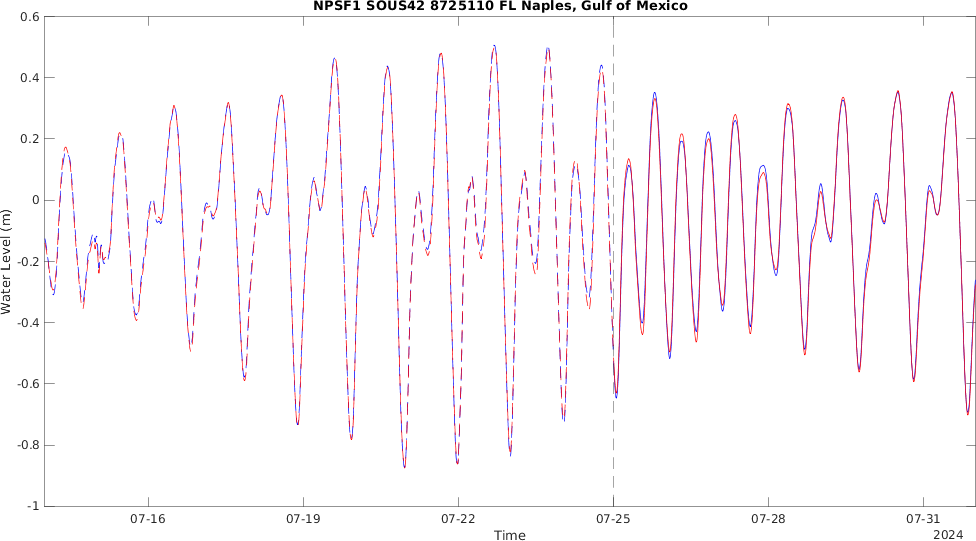 NPSF1 SOUS42 8725110 FL Naples, Gulf of Mexico
0.6
0.4
0.2
0
-0.2
-0.4
-0.6
-0.8
-1
Water Level (m)
07-16 07-19 07-22 07-25 07-28 07-31
Time
2024